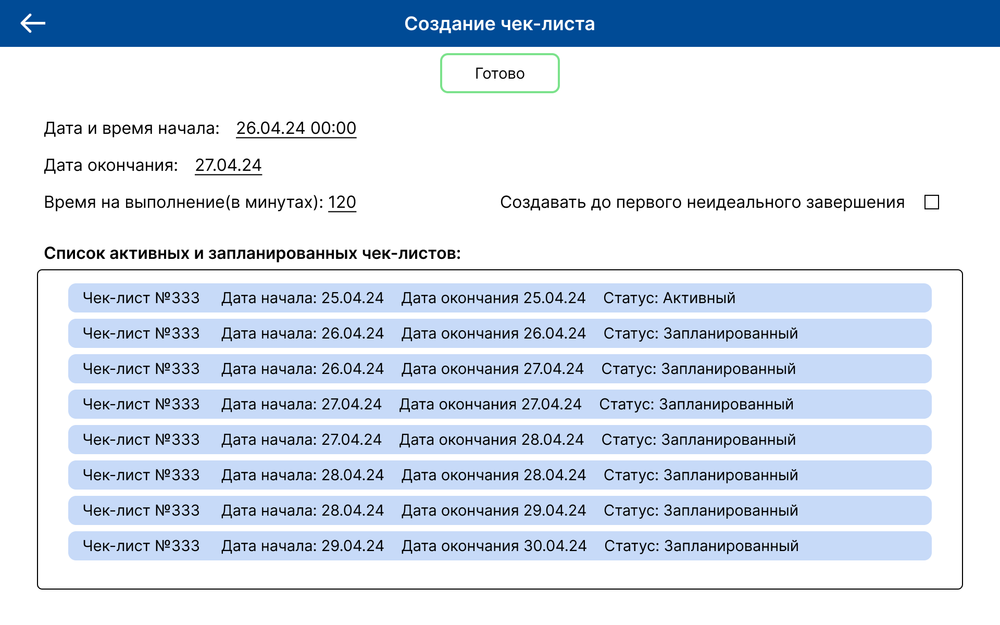 Создание чек-листа
Готово
Дата и время начала: 26.04.24 00:00
Дата окончания: 27.04.24
Время на выполнение(в минутах): 120 Создавать до первого неидеального завершения
Список активных и запланированных чек-листов:
Чек-лист №333 Дата начала: 25.04.24 Дата окончания 25.04.24 Статус: Активный
Чек-лист №333 Дата начала: 26.04.24 Дата окончания 26.04.24 Статус: Запланированный
Чек-лист №333 Дата начала: 26.04.24 Дата окончания 27.04.24 Статус: Запланированный
Чек-лист №333 Дата начала: 27.04.24 Дата окончания 27.04.24 Статус: Запланированный
Чек-лист №333 Дата начала: 27.04.24 Дата окончания 28.04.24 Статус: Запланированный
Чек-лист №333 Дата начала: 28.04.24 Дата окончания 28.04.24 Статус: Запланированный
Чек-лист №333 Дата начала: 28.04.24 Дата окончания 29.04.24 Статус: Запланированный
Чек-лист №333 Дата начала: 29.04.24 Дата окончания 30.04.24 Статус: Запланированный